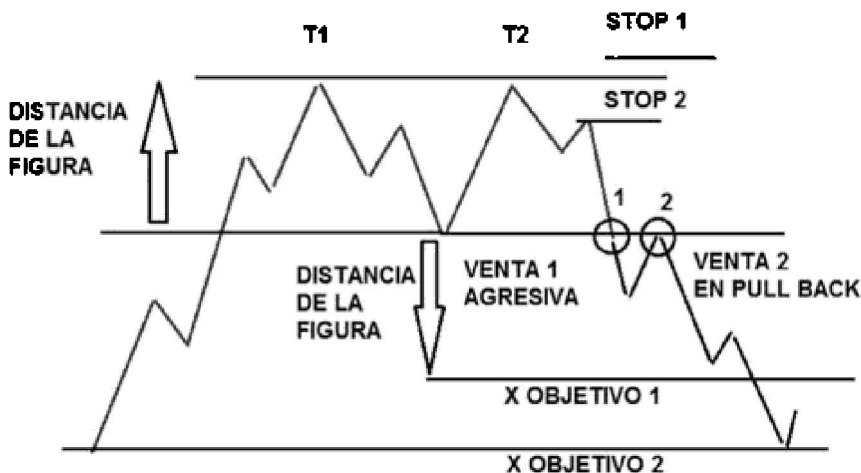 T1
T2
STOP 1
STOP 2
DISTANCIA
DE LA
FIGURA
1
2
DISTANCIA
DE LA
FIGURA
VENTA 1
AGRESIVA
VENTA 2
EN PULL BACK
X OBJETIVO 1
X OBJETIVO 2